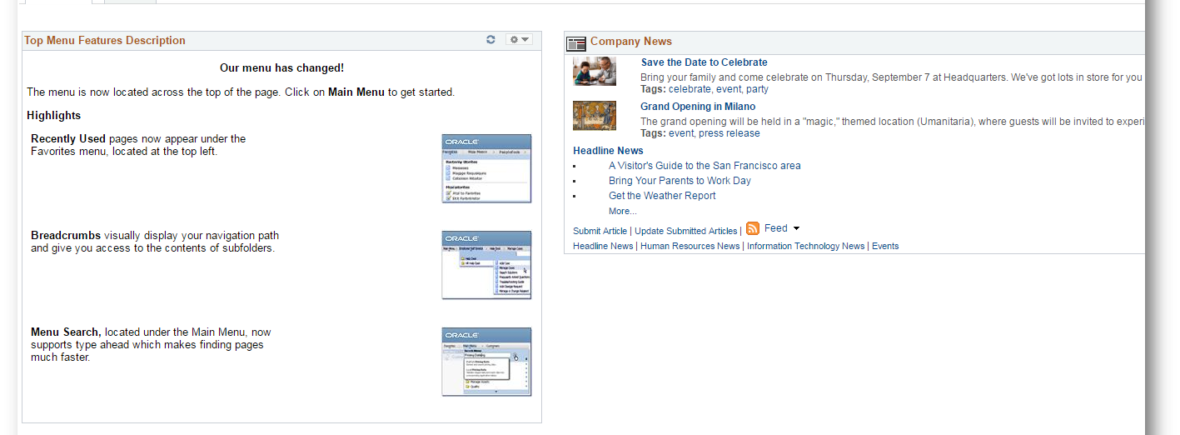 Top Menu Features Description
Our menu has changed!
The menu is now located across the top of the page. Click on Main Menu to get started.
Highlights
Recently Used pages now appear under the
Favorites menu, located at the top left.
ORACLE
Breadcrumbs visually display your navigation path
and give you access to the contents of subfolders.
ORACLE
Menu Search, located under the Main Menu, now
supports type ahead which makes finding pages
much faster.
ORACLE
Company News
Save the Date to Celebrate
Bring your family and come celebrate on Thursday, September 7 at Headquarters. We've got lots in store for you
Tags: celebrate, event, party
Grand Opening in Milano
The grand opening will be held in a "magic," themed location (Umanitaria), where guests will be invited to experi
Tags: event, press release
Headline News
A Visitor's Guide to the San Francisco area
Bring Your Parents to Work Day
Get the Weather Report
More...
Submit Article | Update Submitted Articles | Feed
Headline News | Human Resources News | Information Technology News | Events